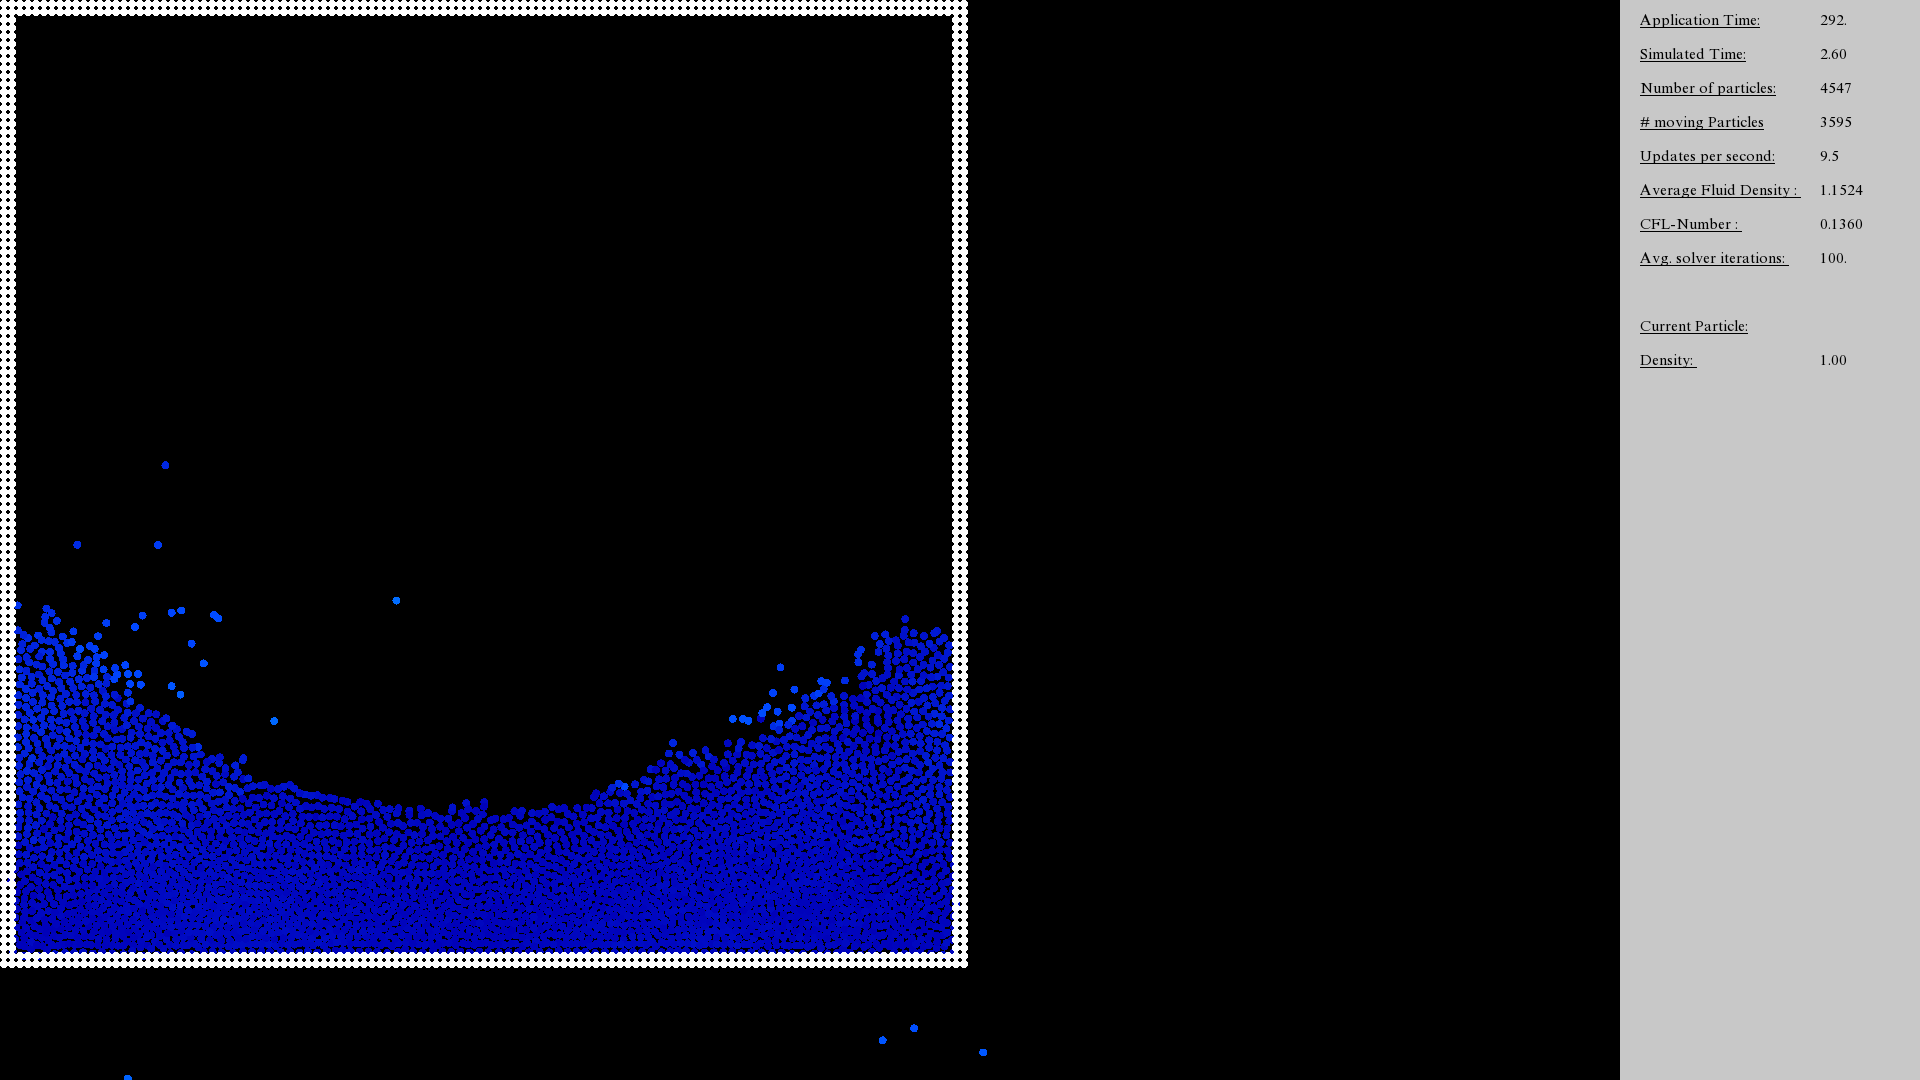 Application Time: 292.
Simulated Time: 2.60
Number of particles: 4547
# moving Particles 3595
Updates per second: 9.5
Average Fluid Density : 1.1524
CFL-Number : 0.1360
Avg. solver iterations: 100.
Current Particle:
Density: 1.00